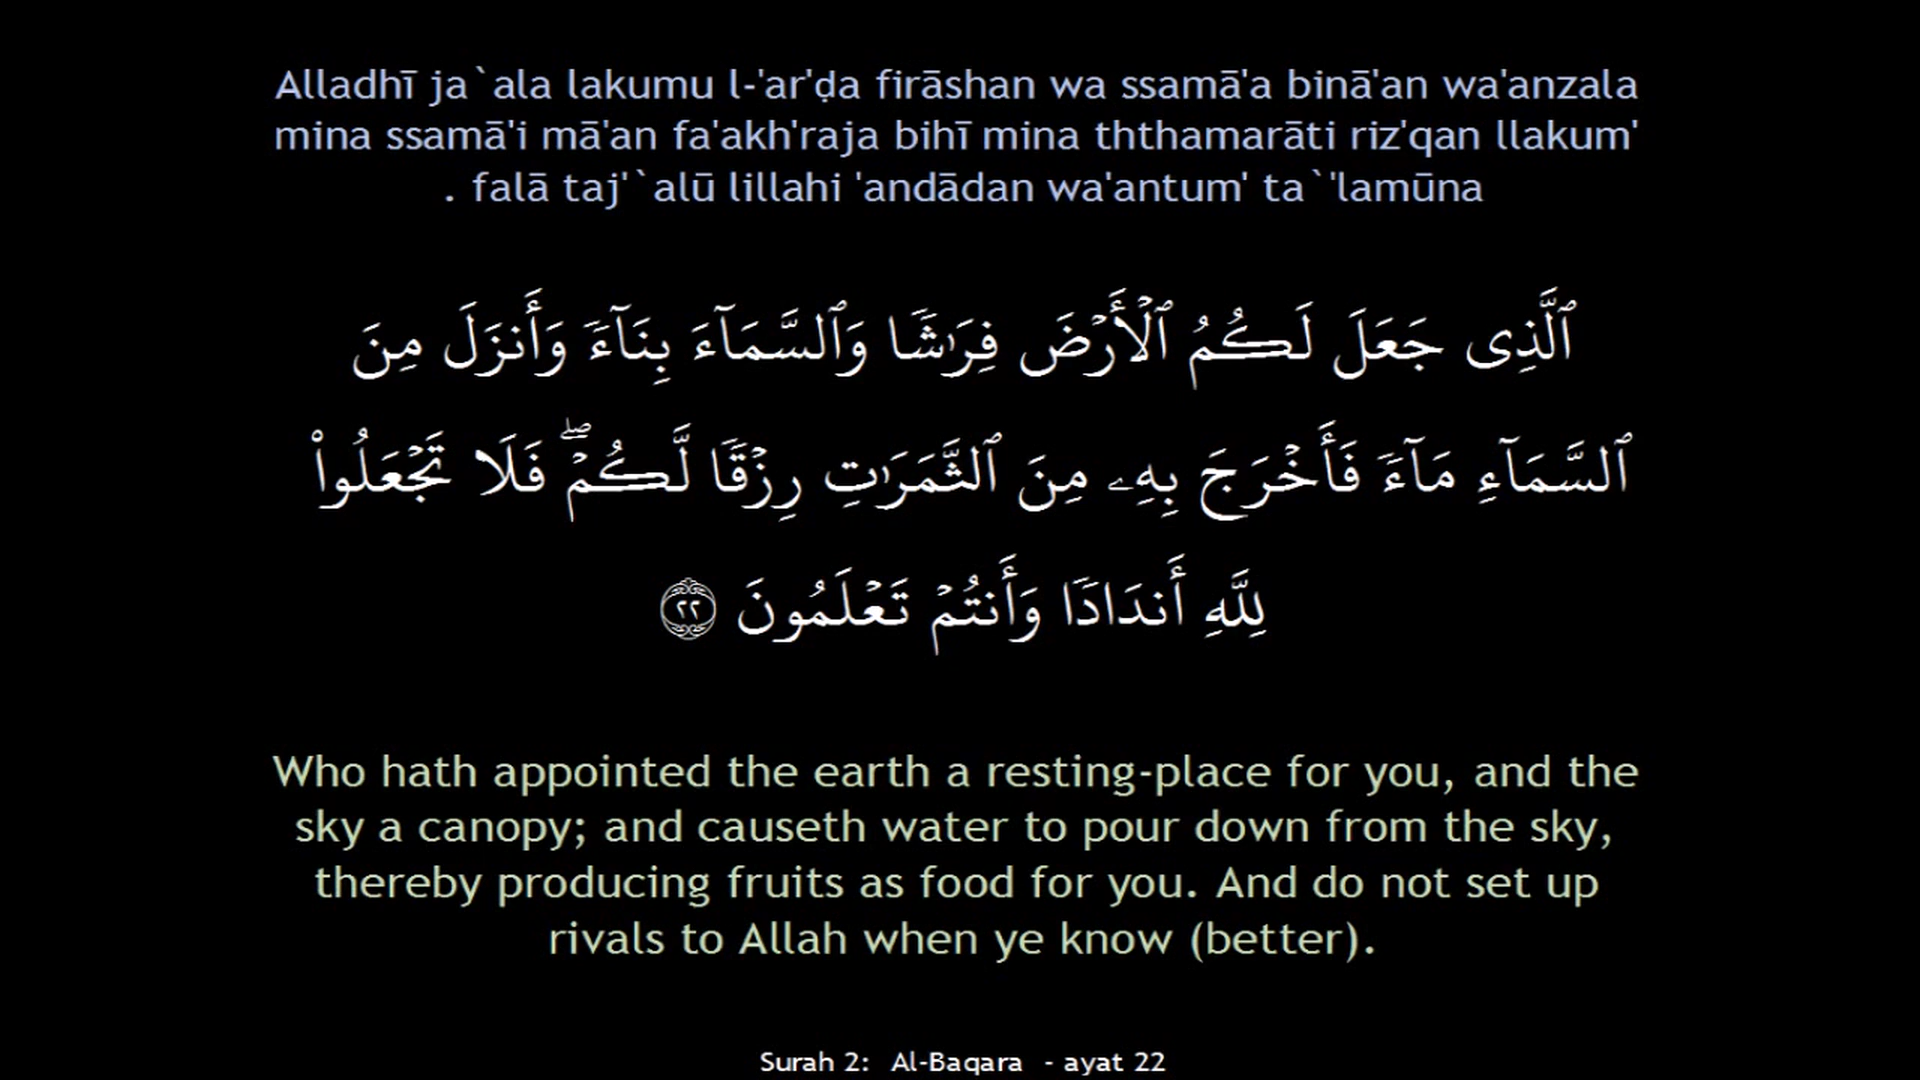 Alladhī ja`ala lakumu l-'ar'ḍa firāshan wa ssamā'a binā'an wa'anzala
mina ssamā'i mā'an fa'akh'raja bihī mina ththamarāti riz'qan llakum'
. falā taj'`alū lillahi 'andādan wa'antum' ta`'lamūna
ٱلَّذِى جَعَلَ لَكُمُ ٱلْأَرْضَ فِرَٰشًا وَٱلسَّمَآءَ بِنَآءً وَأَنزَلَ مِنَ
ٱلسَّمَآءِ مَآءً فَأَخْرَجَ بِهِۦ مِنَ ٱلثَّمَرَٰتِ رِزْقًا لَّكُمْ ۖ فَلَا تَجْعَلُوا۟
لِلَّهِ أَندَادًا وَأَنتُمْ تَعْلَمُونَ ٢٢
Who hath appointed the earth a resting-place for you, and the
sky a canopy; and causeth water to pour down from the sky,
thereby producing fruits as food for you. And do not set up
rivals to Allah when ye know (better).
Surah 2: Al-Baqara - ayat 22